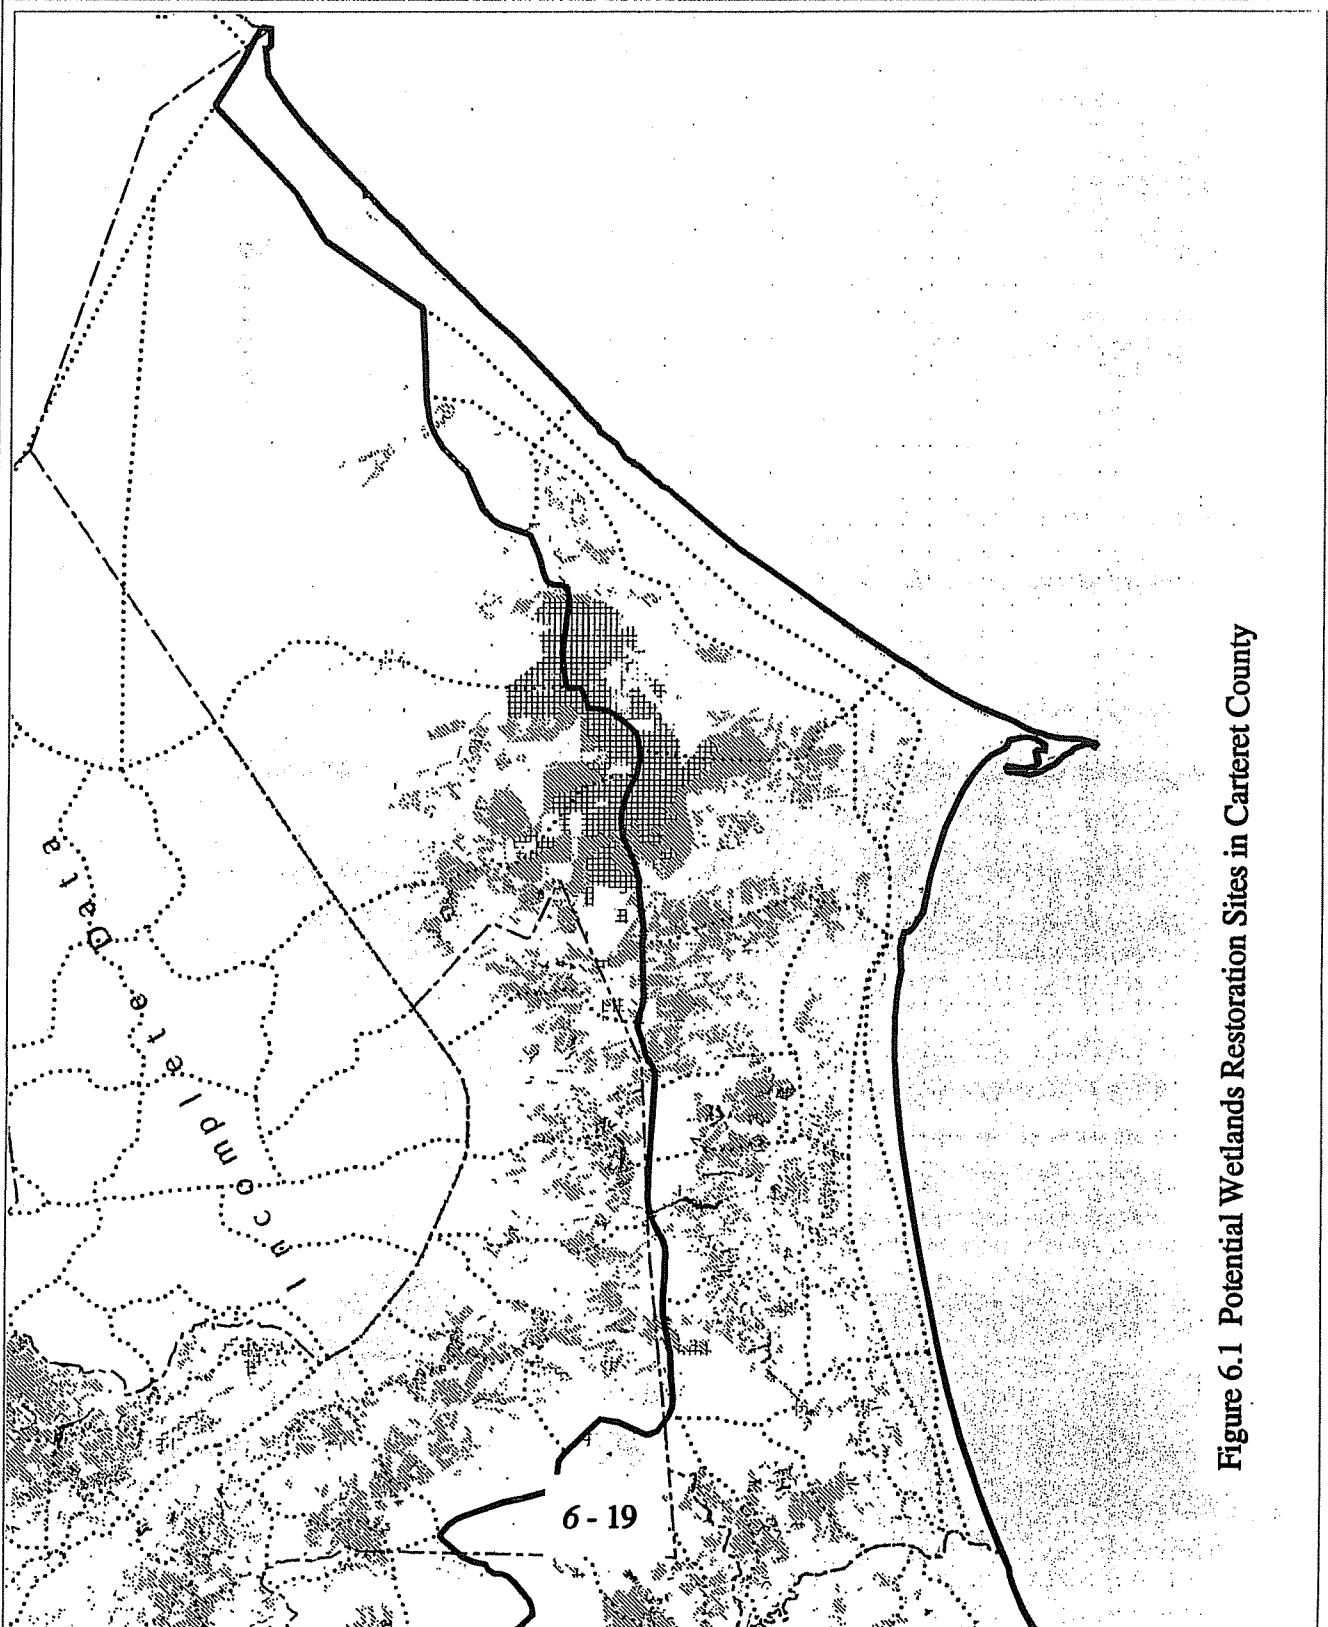 Incomplete Data
6 - 19
Figure 6.1 Potential Wetlands Restoration Sites in Carteret County